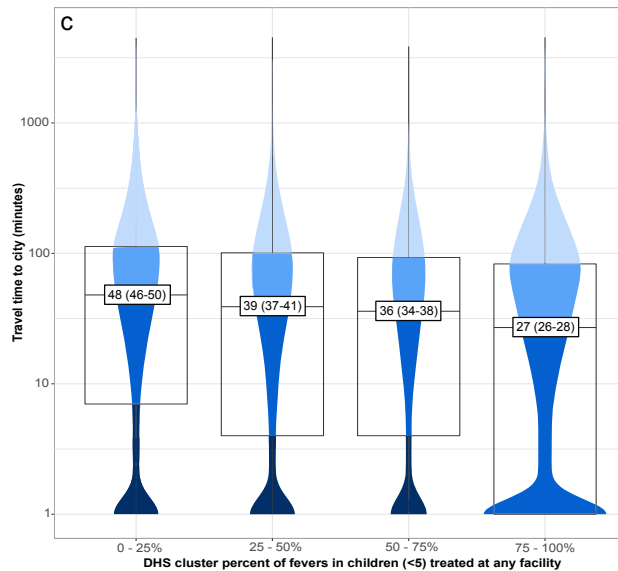 C
Travel time to city (minutes)
1000
100
10
1
48 (46-50)
39 (37-41)
36 (34-38)
27 (26-28)
0 - 25%
25 - 50%
50 - 75%
75 - 100%
DHS cluster percent of fevers in children (<5) treated at any facility